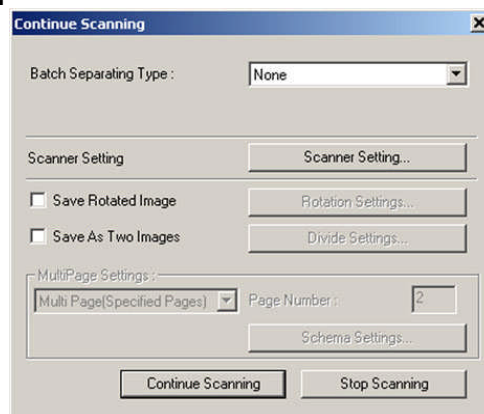 Continue Scanning
Batch Separating Type : None
Scanner Setting Scanner Setting...
Save Rotated Image Rotation Settings...
Save As Two Images Divide Settings...
MultiPage Settings :
Multi Page(Specified Pages) Page Number : 2
Schema Settings...
Continue Scanning Stop Scanning